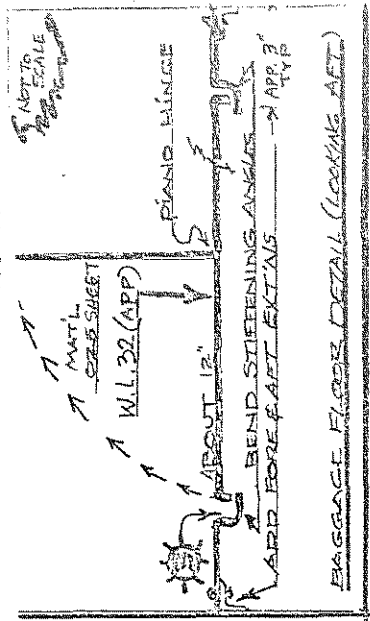 NOT TO
SCALE
PIANO HINGE
MAT'L
.025 SHEET
W.L. 32 (APP)
ABOUT 12"
BEND STIFFENING ANGLES
ADD FORE & AFT EXT'NS
APP. 3"
TYP
BAGGAGE FLOOR DETAIL (LOOKING AFT)